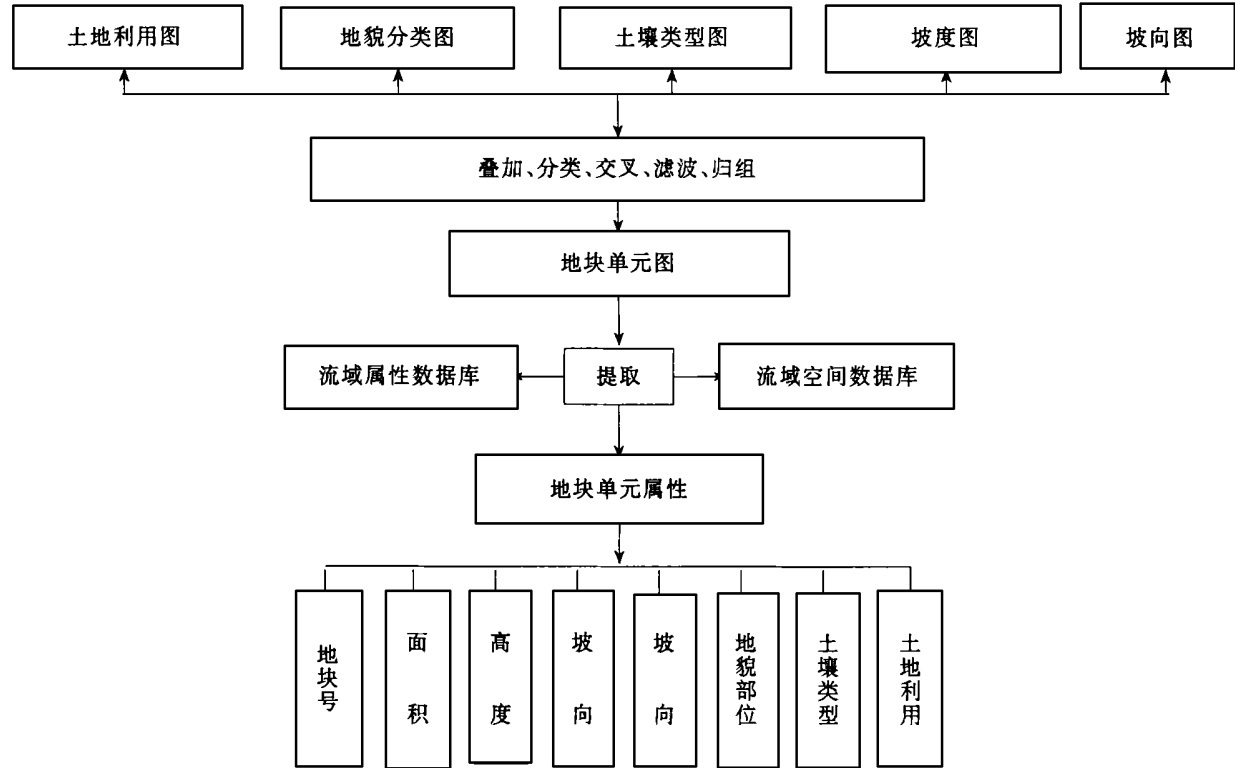 土地利用图
地貌分类图
土壤类型图
坡度图
坡向图
叠加、分类、交叉、滤波、归组
地块单元图
流域属性数据库
提取
流域空间数据库
地块单元属性
地块号
面积
高度
坡向
坡向
地貌部位
土壤类型
土地利用